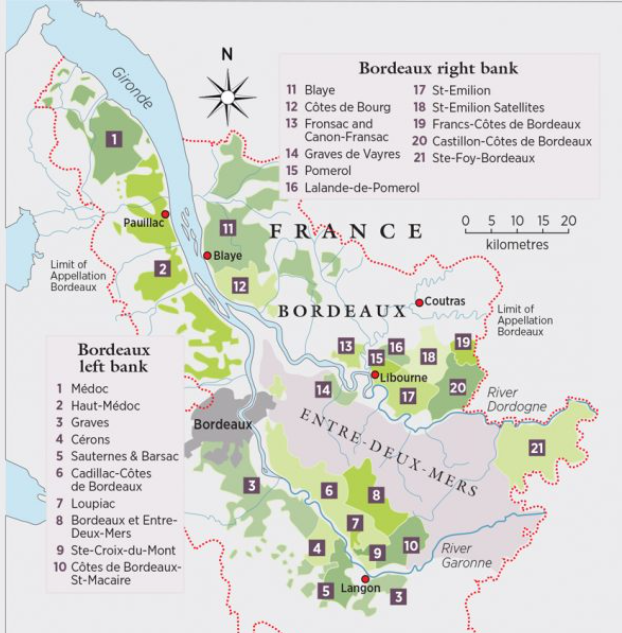 Gironde
N
Bordeaux right bank
11 Blaye
12 Côtes de Bourg
13 Fronsac and
Canon-Fransac
14 Graves de Vayres
15 Pomerol
16 Lalande-de-Pomerol
17 St-Emilion
18 St-Emilion Satellites
19 Francs-Côtes de Bordeaux
20 Castillon-Côtes de Bordeaux
21 Ste-Foy-Bordeaux
1
Pauillac
11
FRANCE
0 5 10 15 20
kilometres
Blaye
2
Limit of
Appellation
Bordeaux
12
Coutras
BORDEAUX
Limit of
Appellation
Bordeaux
13
16
15
18
19
Libourne
14
17
20
River
Dordogne
Bordeaux
left bank
1 Médoc
2 Haut-Médoc
3 Graves
4 Cérons
5 Sauternes & Barsac
6 Cadillac-Côtes
de Bordeaux
7 Loupiac
8 Bordeaux et Entre-
Deux-Mers
9 Ste-Croix-du-Mont
10 Côtes de Bordeaux-
St-Macaire
Bordeaux
ENTRE-DEUX-MERS
21
3
6
8
7
4
9
10
River
Garonne
5
Langon
3